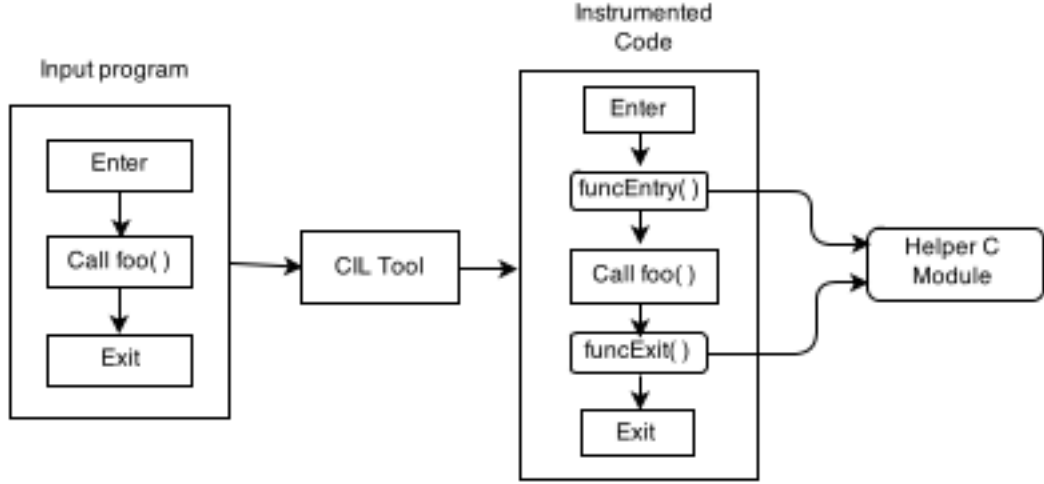 Input program
Enter
Call foo( )
Exit
CIL Tool
Instrumented
Code
Enter
funcEntry( )
Call foo( )
funcExit( )
Exit
Helper C
Module